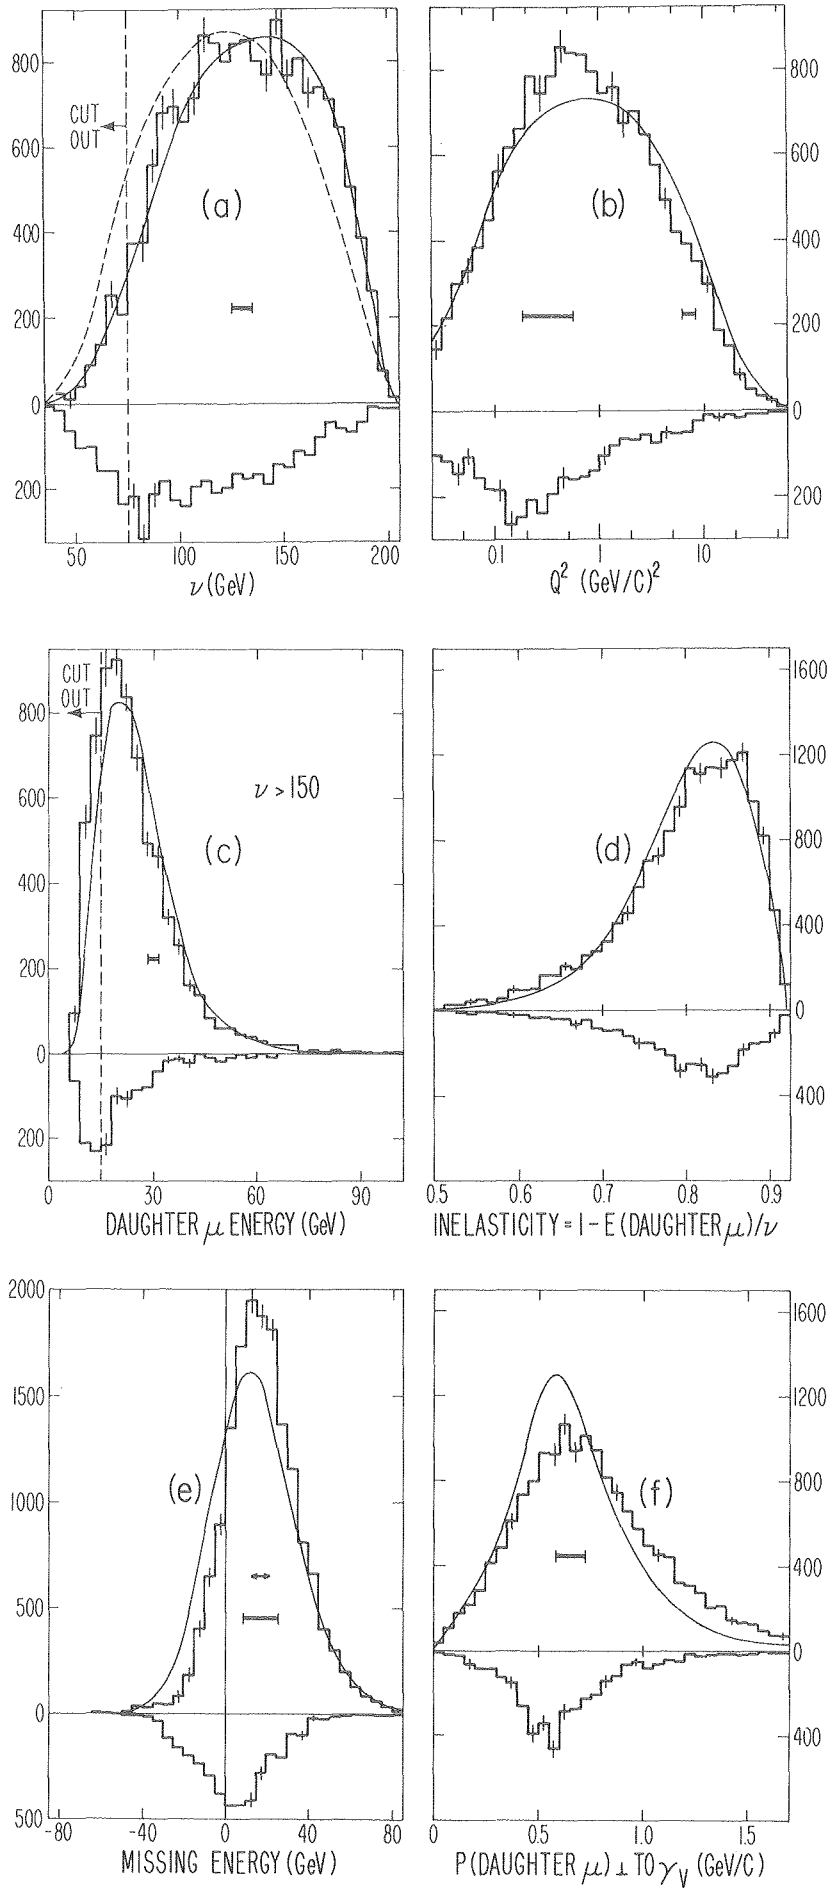 800
600
400
200
0
200
CUT
OUT
(a)
50 100 150 200
ν (GeV)
800
600
400
200
0
200
(b)
0.1 1 10
Q² (GeV/C)²
800
600
400
200
0
200
CUT
OUT
ν > 150
(c)
0 30 60 90
DAUGHTER μ ENERGY (GeV)
1600
1200
800
400
0
400
(d)
0.5 0.6 0.7 0.8 0.9
INELASTICITY = 1 - E (DAUGHTER μ)/ν
2000
1500
1000
500
0
500
(e)
-80 -40 0 40 80
MISSING ENERGY (GeV)
1600
1200
800
400
0
400
(f)
0 0.5 1.0 1.5
P (DAUGHTER μ) ⊥ TO γV (GeV/C)